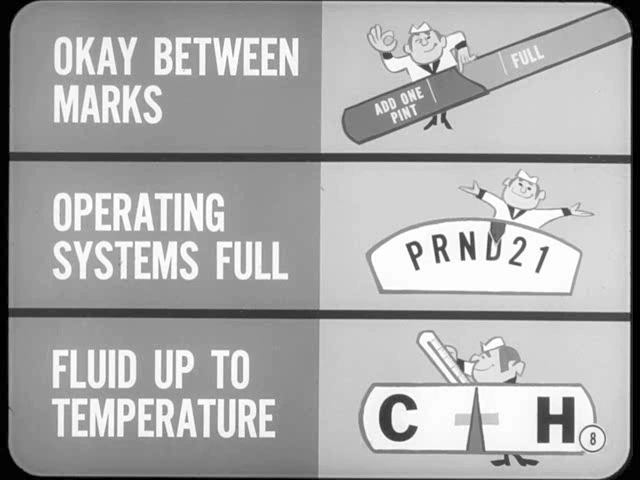 OKAY BETWEEN
MARKS
ADD ONE
PINT
FULL
OPERATING
SYSTEMS FULL
PRND21
FLUID UP TO
TEMPERATURE
C H
8